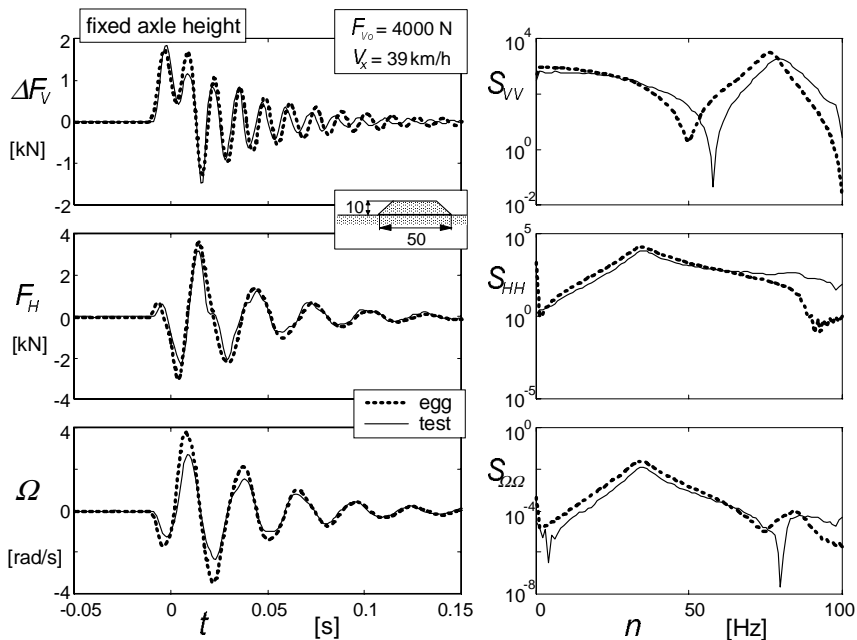 fixed axle height
F_Vo = 4000 N
V_x = 39 km/h
2
1
0
-1
-2
ΔF_V
[kN]
10
50
4
2
0
-2
-4
F_H
[kN]
egg
test
4
2
0
-2
-4
Ω
[rad/s]
-0.05
0
0.05
0.1
0.15
t
[s]
10^4
10^2
10^0
10^-2
S_VV
10^5
10^0
10^-5
S_HH
10^0
10^-4
10^-8
S_ΩΩ
0
50
100
n
[Hz]